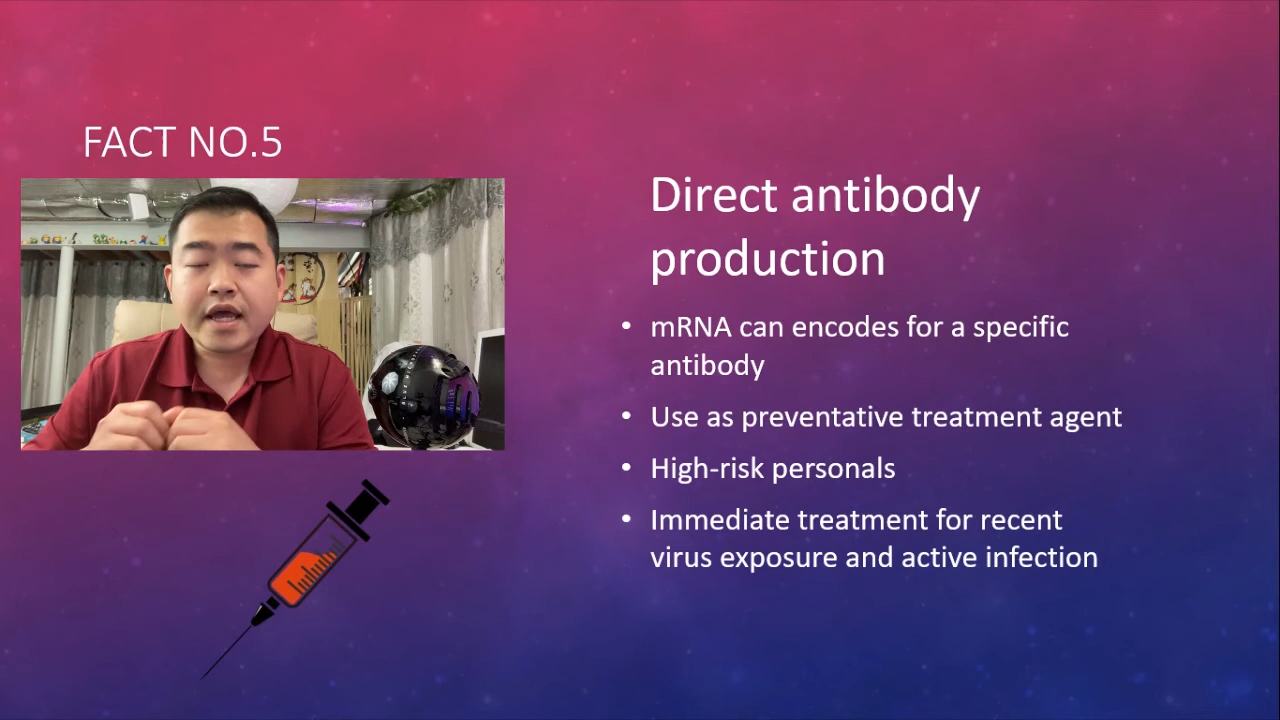 FACT NO.5
Direct antibody
production
• mRNA can encodes for a specific
antibody
• Use as preventative treatment agent
• High-risk personals
• Immediate treatment for recent
virus exposure and active infection